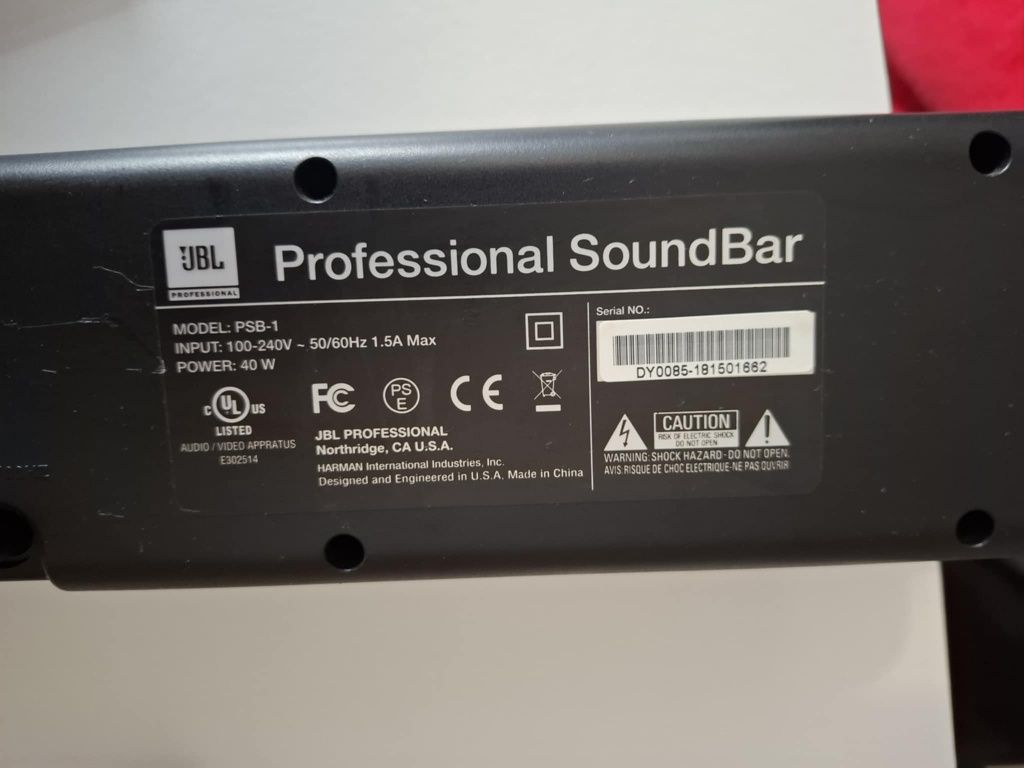 JBL
PROFESSIONAL
Professional SoundBar
MODEL: PSB-1
INPUT: 100-240V ~ 50/60Hz 1.5A Max
POWER: 40 W
C UL US
LISTED
AUDIO / VIDEO APPRATUS
E302514
FC
PS
E
CE
JBL PROFESSIONAL
Northridge, CA U.S.A.
HARMAN International Industries, Inc.
Designed and Engineered in U.S.A. Made in China
Serial NO.:
DY0085-181501662
CAUTION
RISK OF ELECTRIC SHOCK
DO NOT OPEN
WARNING: SHOCK HAZARD - DO NOT OPEN.
AVIS:RISQUE DE CHOC ELECTRIQUE-NE PAS OUVRIR